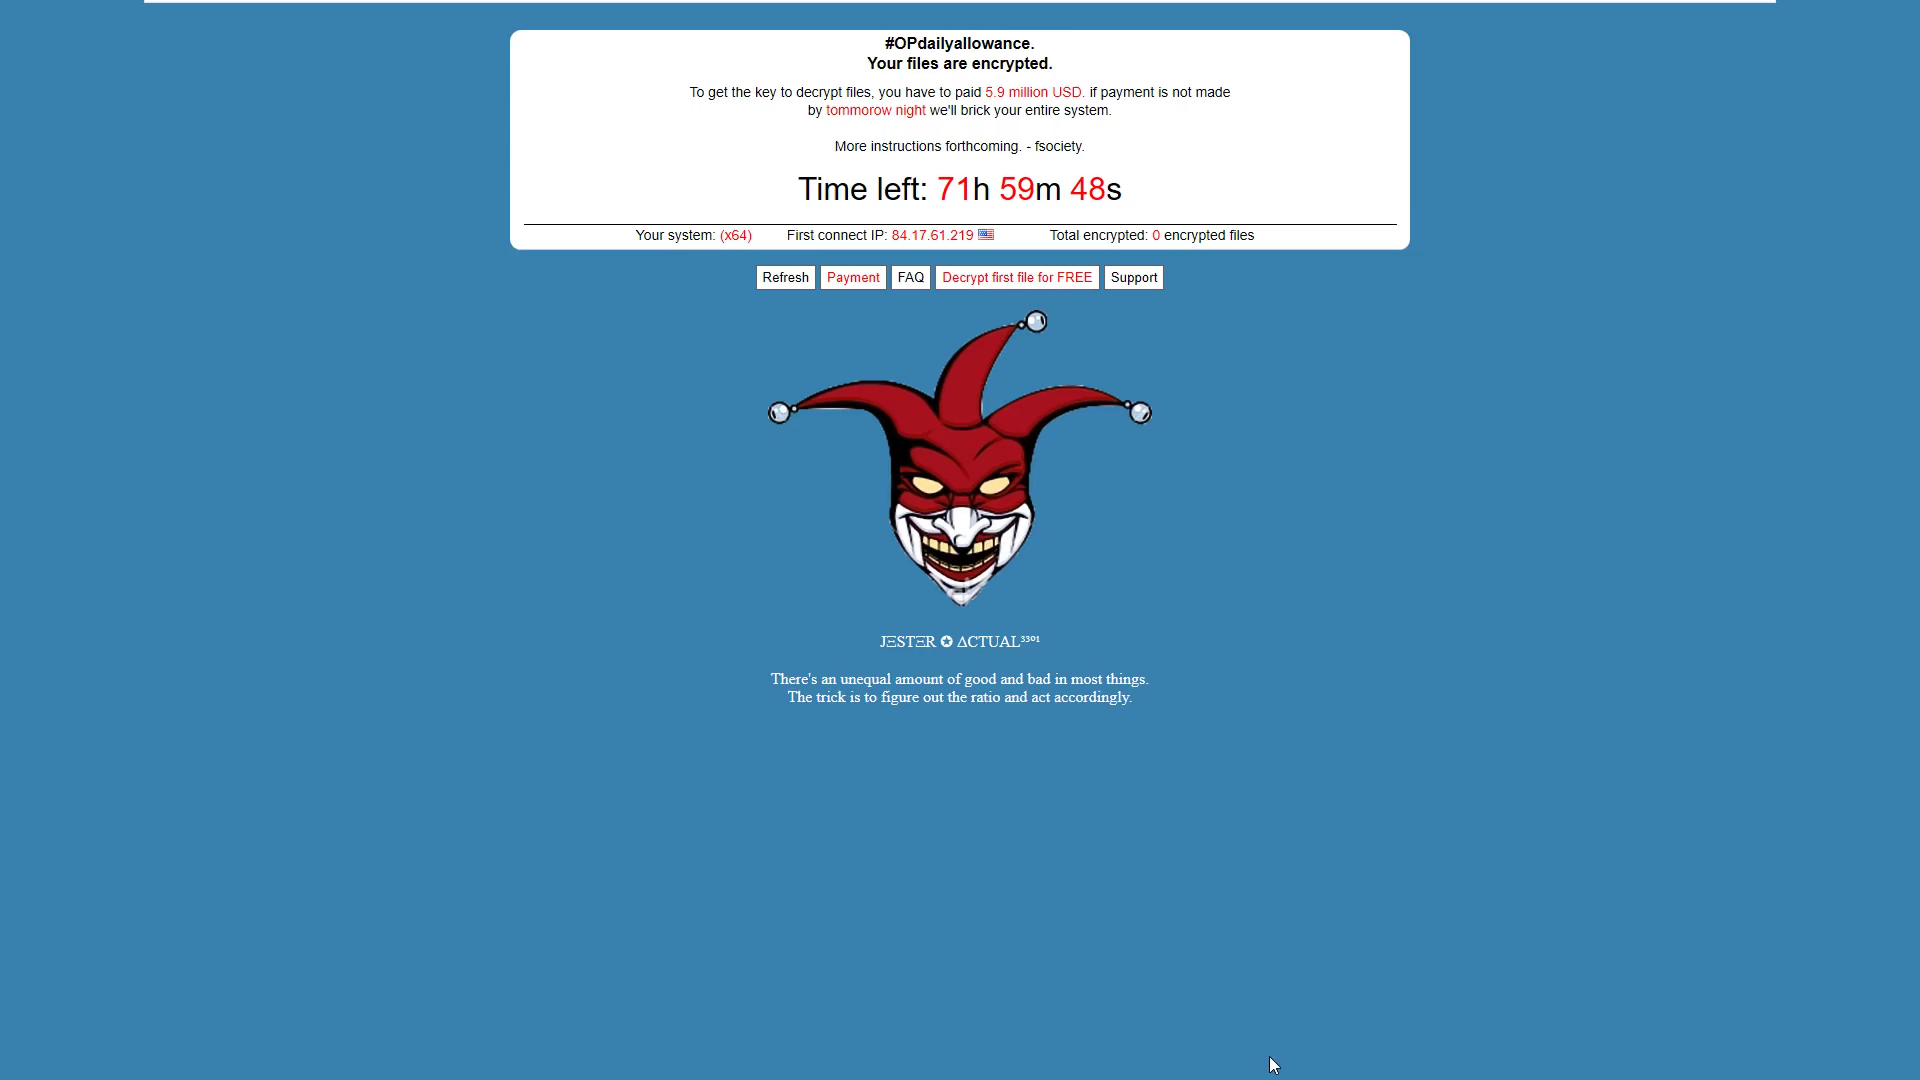 #OPdailyallowance.
Your files are encrypted.
To get the key to decrypt files, you have to paid 5.9 million USD. if payment is not made
by tommorow night we'll brick your entire system.
More instructions forthcoming. - fsociety.
Time left: 71h 59m 48s
Your system: (x64) First connect IP: 84.17.61.219 Total encrypted: 0 encrypted files
Refresh Payment FAQ Decrypt first file for FREE Support
JΞSTΞR ✪ ΔCTUAL³³º¹
There's an unequal amount of good and bad in most things.
The trick is to figure out the ratio and act accordingly.